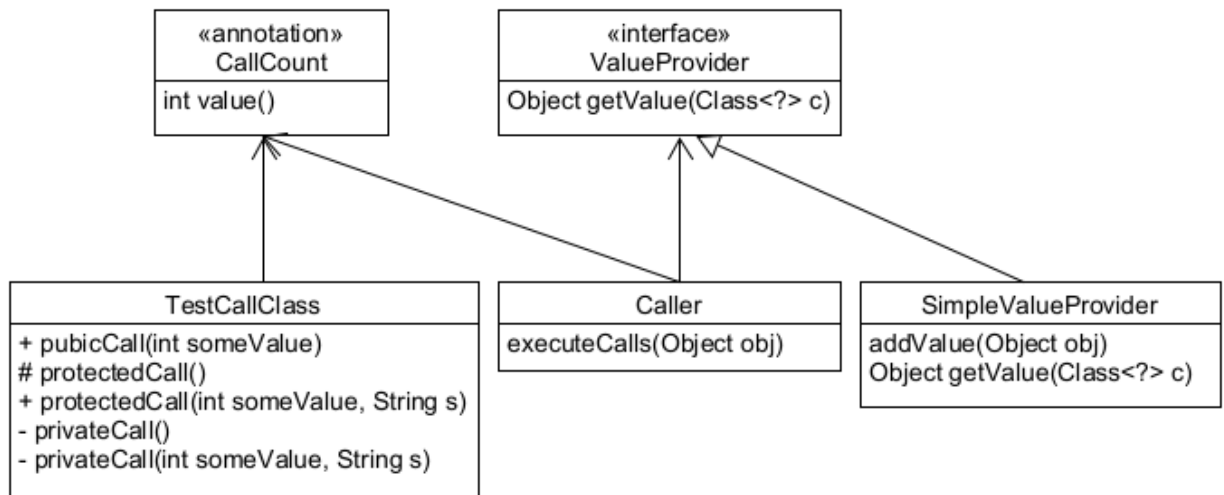 «annotation»
CallCount
int value()
«interface»
ValueProvider
Object getValue(Class<?> c)
TestCallClass
+ pubicCall(int someValue)
# protectedCall()
+ protectedCall(int someValue, String s)
- privateCall()
- privateCall(int someValue, String s)
Caller
executeCalls(Object obj)
SimpleValueProvider
addValue(Object obj)
Object getValue(Class<?> c)